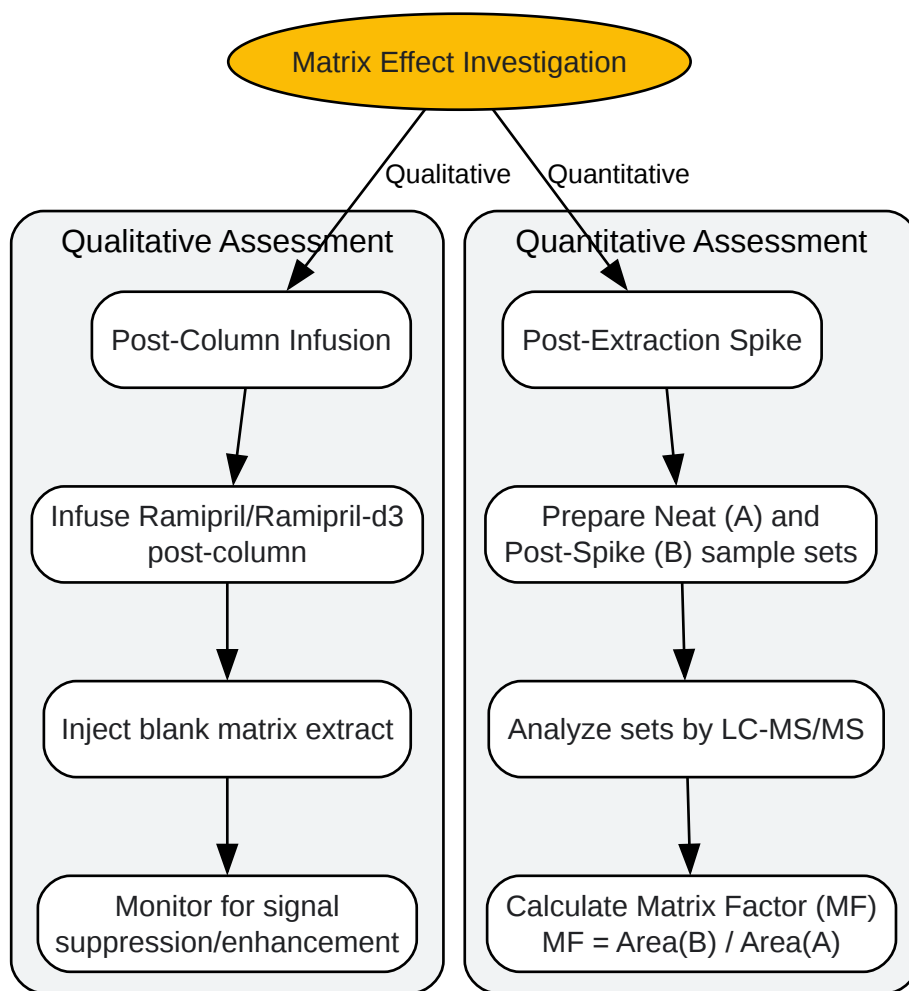 Matrix Effect Investigation
Qualitative
Quantitative
Qualitative Assessment
Post-Column Infusion
Infuse Ramipril/Ramipril-d3
post-column
Inject blank matrix extract
Monitor for signal
suppression/enhancement
Quantitative Assessment
Post-Extraction Spike
Prepare Neat (A) and
Post-Spike (B) sample sets
Analyze sets by LC-MS/MS
Calculate Matrix Factor (MF)
MF = Area(B) / Area(A)